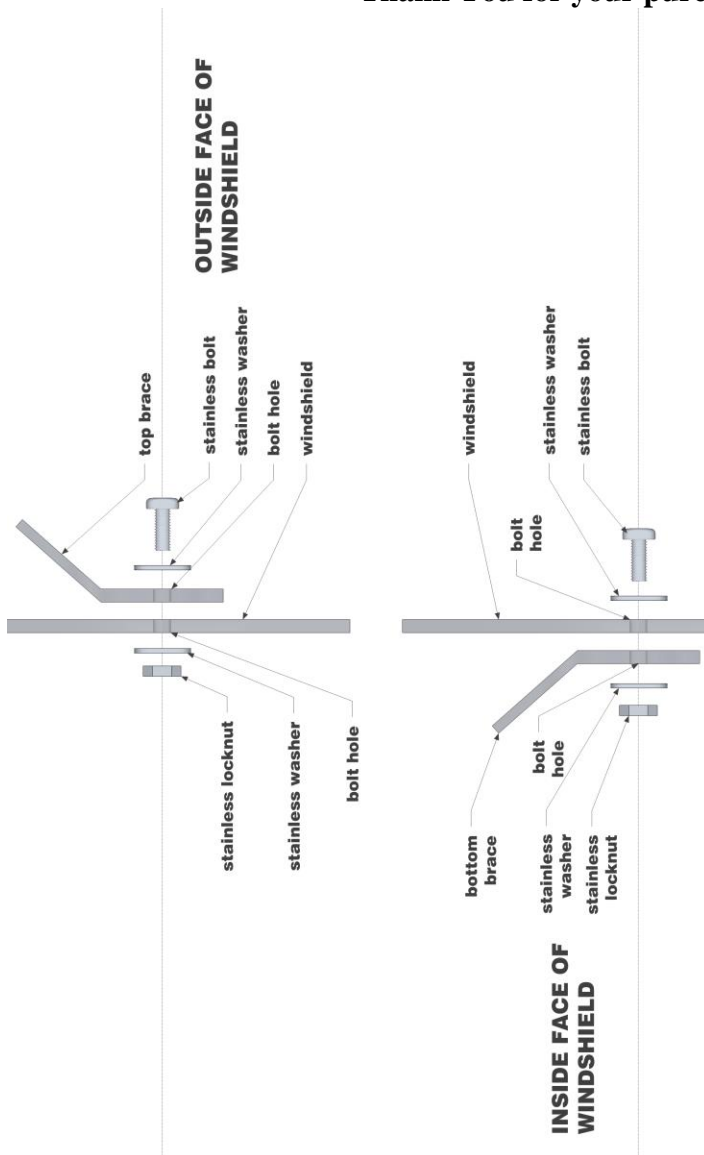 Thank You for your purc
OUTSIDE FACE OF
WINDSHIELD
top brace
stainless bolt
stainless washer
bolt hole
windshield
stainless locknut
stainless washer
bolt hole
windshield
stainless washer
stainless bolt
bolt
hole
bolt
hole
bottom
brace
stainless
washer
stainless
locknut
INSIDE FACE OF
WINDSHIELD